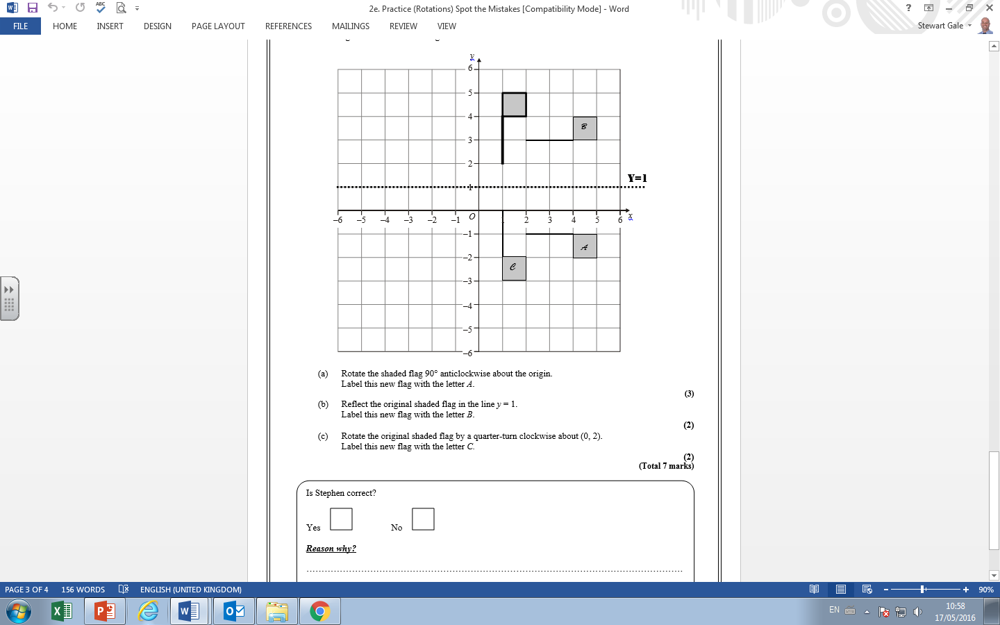 2e. Practice (Rotations) Spot the Mistakes [Compatibility Mode] - Word
FILE HOME INSERT DESIGN PAGE LAYOUT REFERENCES MAILINGS REVIEW VIEW
Stewart Gale
ABC
y
6
5
4
3
2
1
B
Y=1
–6 –5 –4 –3 –2 –1 O 2 3 4 5 6 x
–1
–2
–3
–4
–5
–6
A
C
(a) Rotate the shaded flag 90° anticlockwise about the origin.
Label this new flag with the letter A.
(3)
(b) Reflect the original shaded flag in the line y = 1.
Label this new flag with the letter B.
(2)
(c) Rotate the original shaded flag by a quarter-turn clockwise about (0, 2).
Label this new flag with the letter C.
(2)
(Total 7 marks)
Is Stephen correct?
Yes No
Reason why?
PAGE 3 OF 4 156 WORDS ENGLISH (UNITED KINGDOM) 90%
EN 10:58
17/05/2016